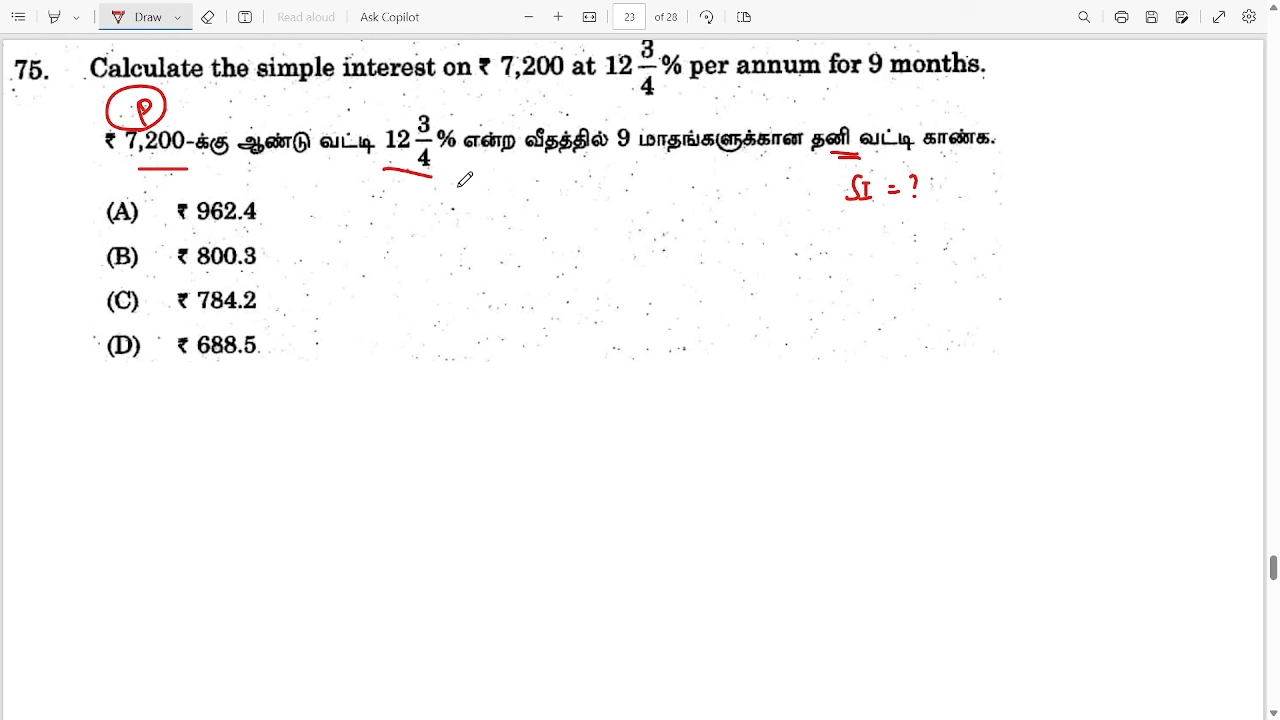 Draw
Read aloud
Ask Copilot
23 of 28
75. Calculate the simple interest on ₹ 7,200 at 12 3/4 % per annum for 9 months.
P
₹ 7,200-க்கு ஆண்டு வட்டி 12 3/4 % என்ற வீதத்தில் 9 மாதங்களுக்கான தனி வட்டி காண்க.
SI = ?
(A) ₹ 962.4
(B) ₹ 800.3
(C) ₹ 784.2
(D) ₹ 688.5